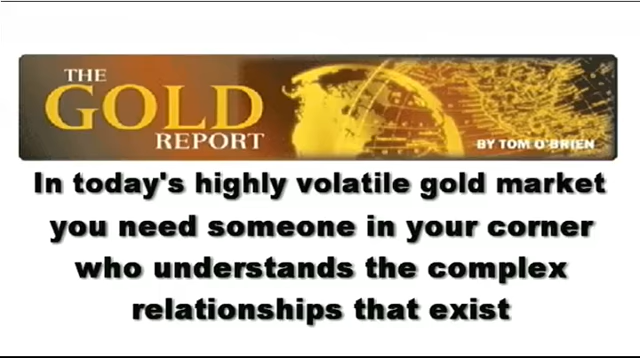 THE
GOLD
REPORT
BY TOM O'BRIEN
In today's highly volatile gold market
you need someone in your corner
who understands the complex
relationships that exist